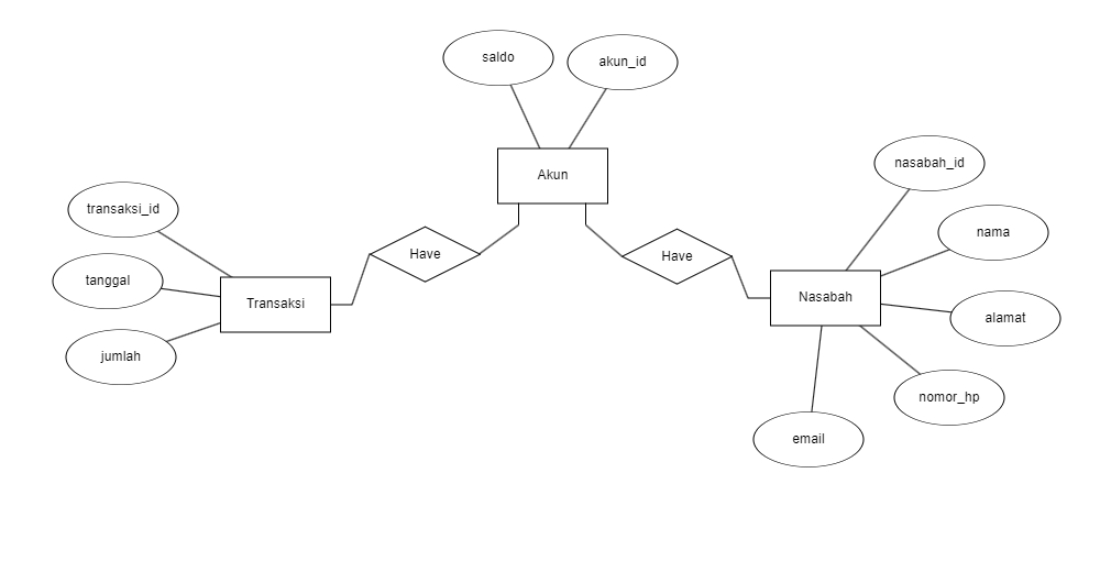 saldo
akun_id
Akun
nasabah_id
transaksi_id
nama
Have
Have
tanggal
Transaksi
Nasabah
alamat
jumlah
nomor_hp
email